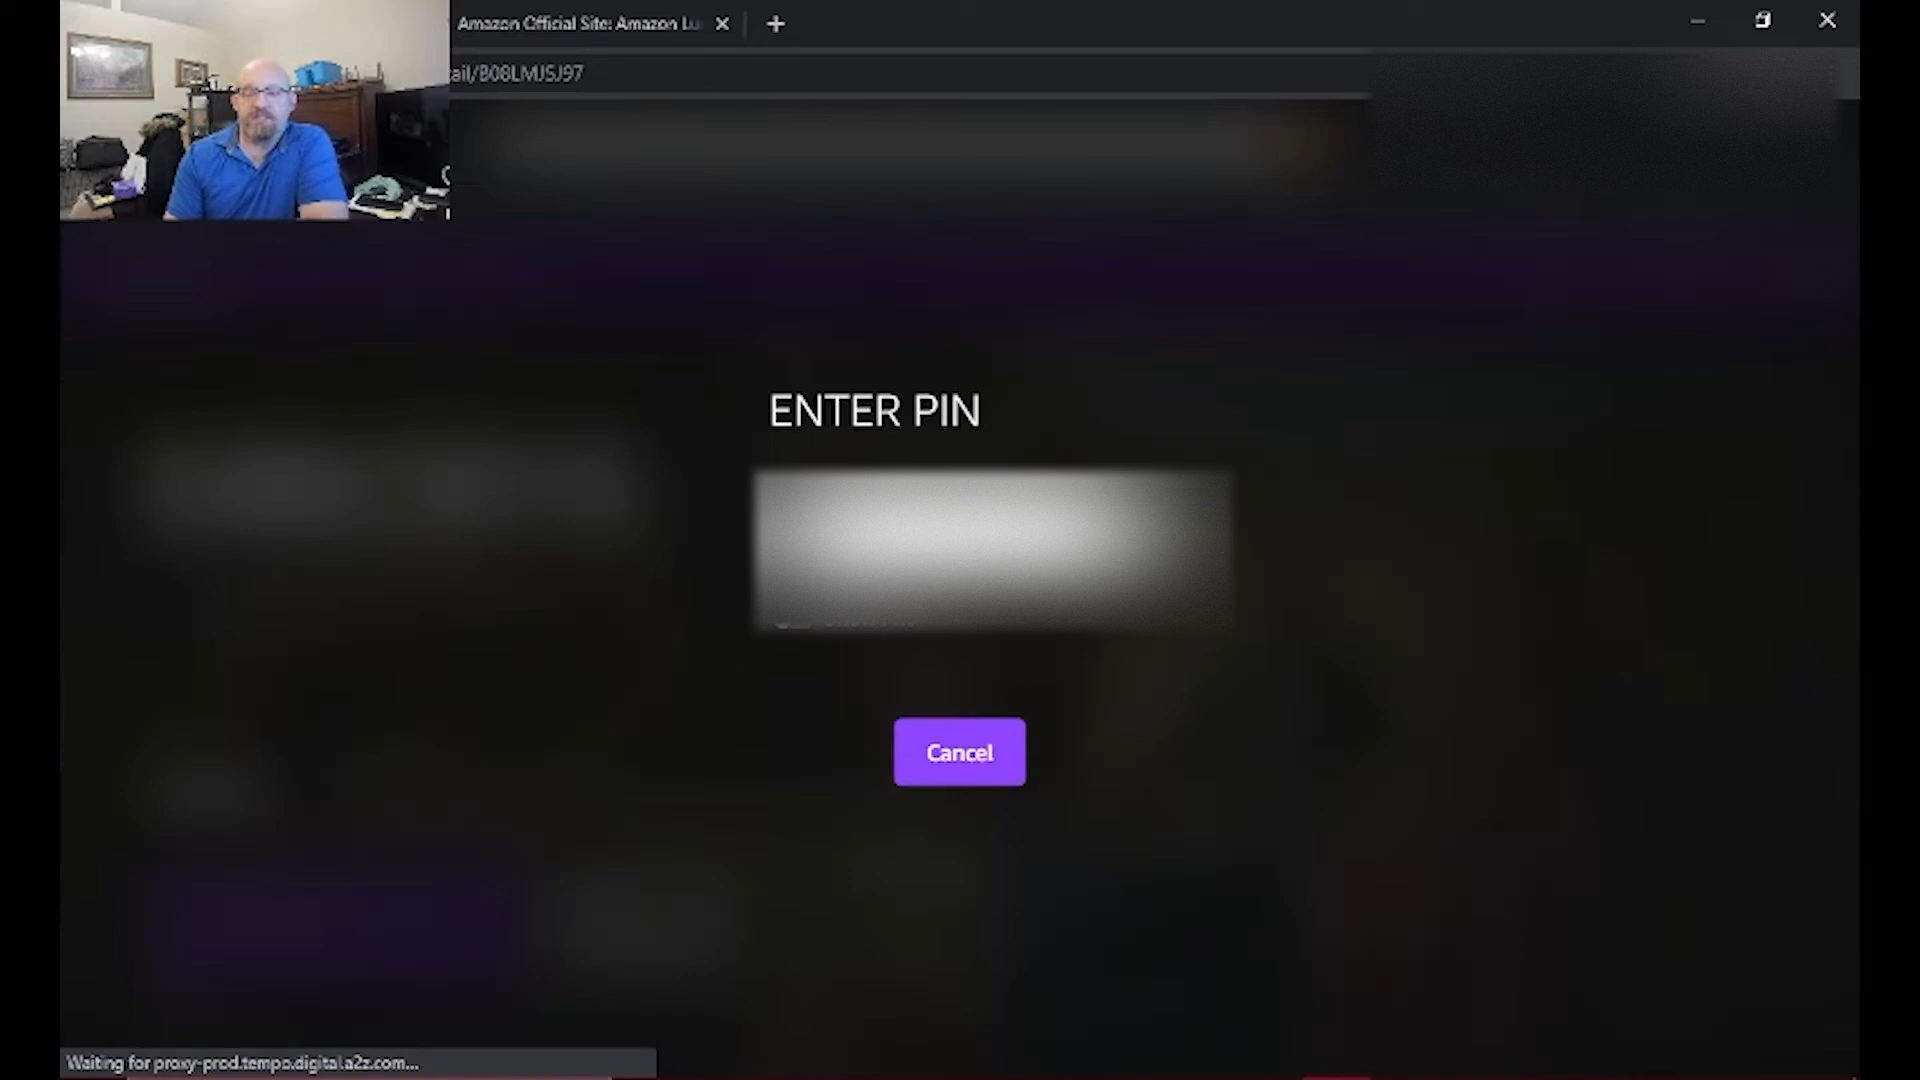 Amazon Official Site: Amazon Lu
ail/B08LMJSJ97
ENTER PIN
Cancel
Waiting for proxy-prod.tempo.digital.a2z.com...